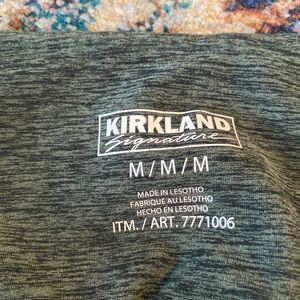 KIRKLAND
Signature
M/M/M
MADE IN LESOTHO
FABRIQUÉ AU LESOTHO
HECHO EN LESOTHO
ITM. / ART. 7771006